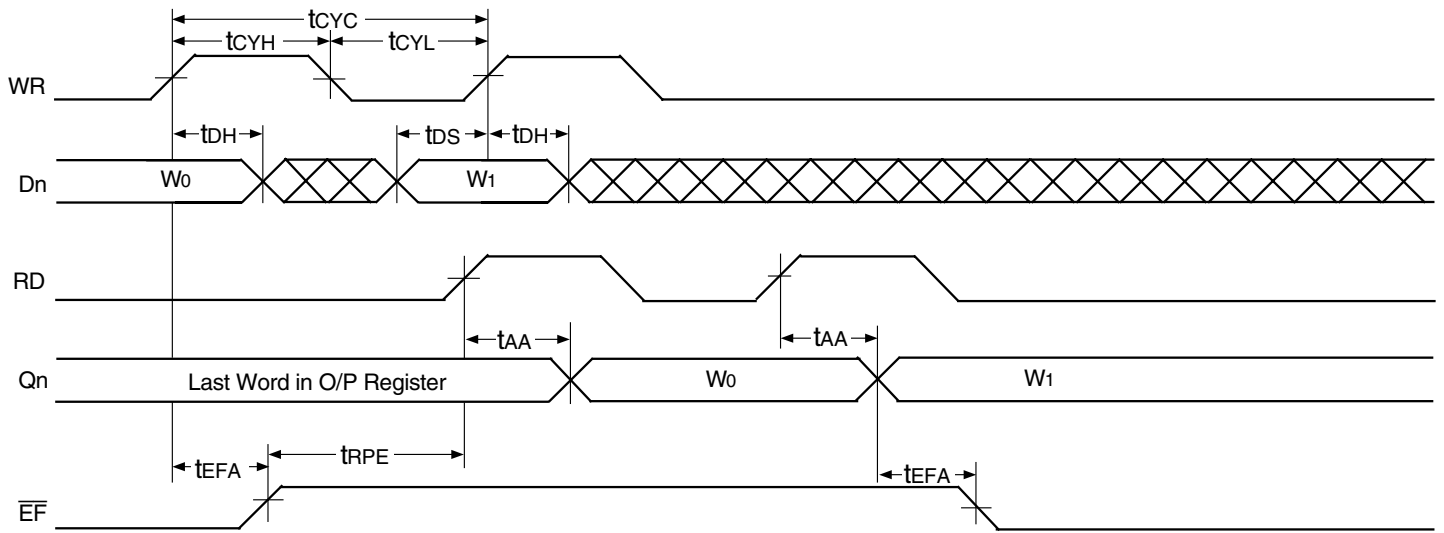 tCYC
tCYH tCYL
WR
tDH tDS tDH
Dn W0 W1
RD
tAA tAA
Qn Last Word in O/P Register W0 W1
tEFA tRPE tEFA
E̅F̅